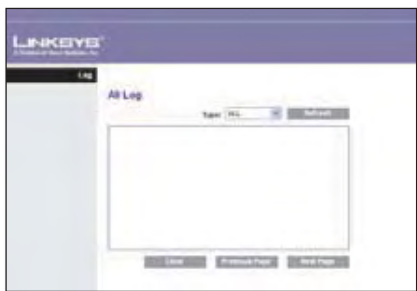 LINKSYS®
A Division of Cisco Systems, Inc.
Log
All Log
Type: ALL Refresh
Clear Previous Page Next Page